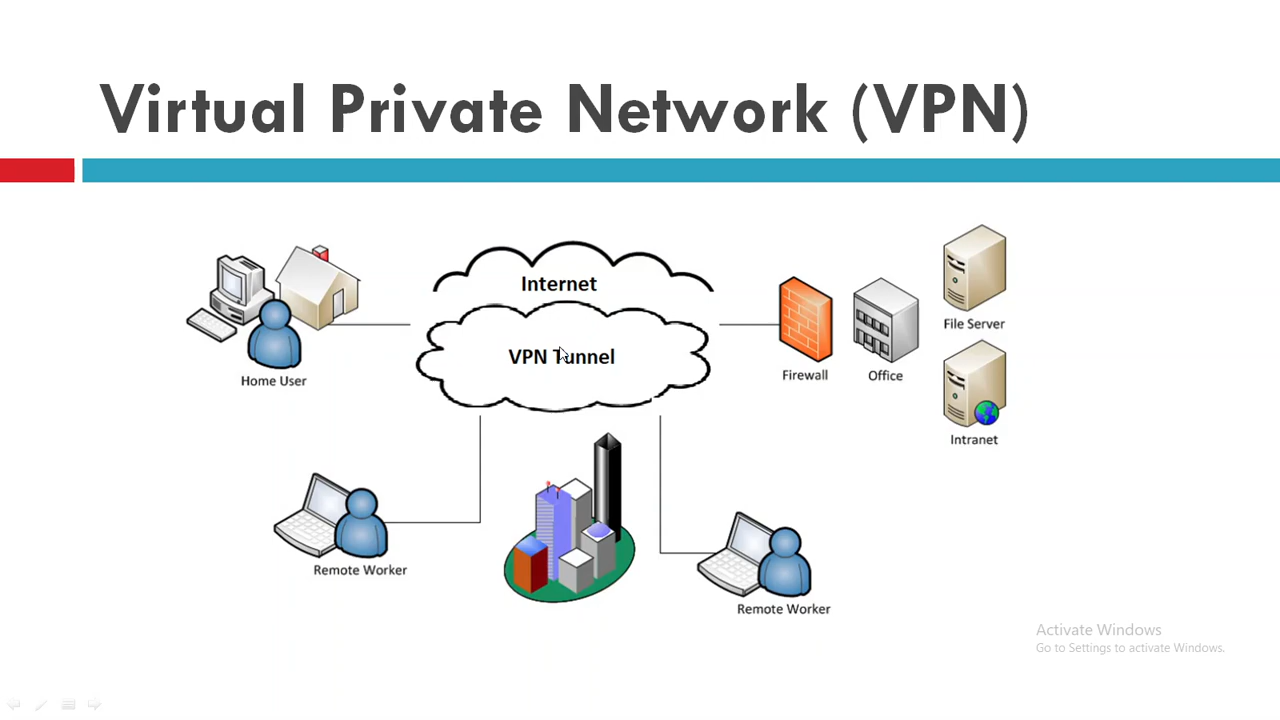 Virtual Private Network (VPN)
Internet
VPN Tunnel
Home User
Firewall
Office
File Server
Intranet
Remote Worker
Remote Worker
Activate Windows
Go to Settings to activate Windows.